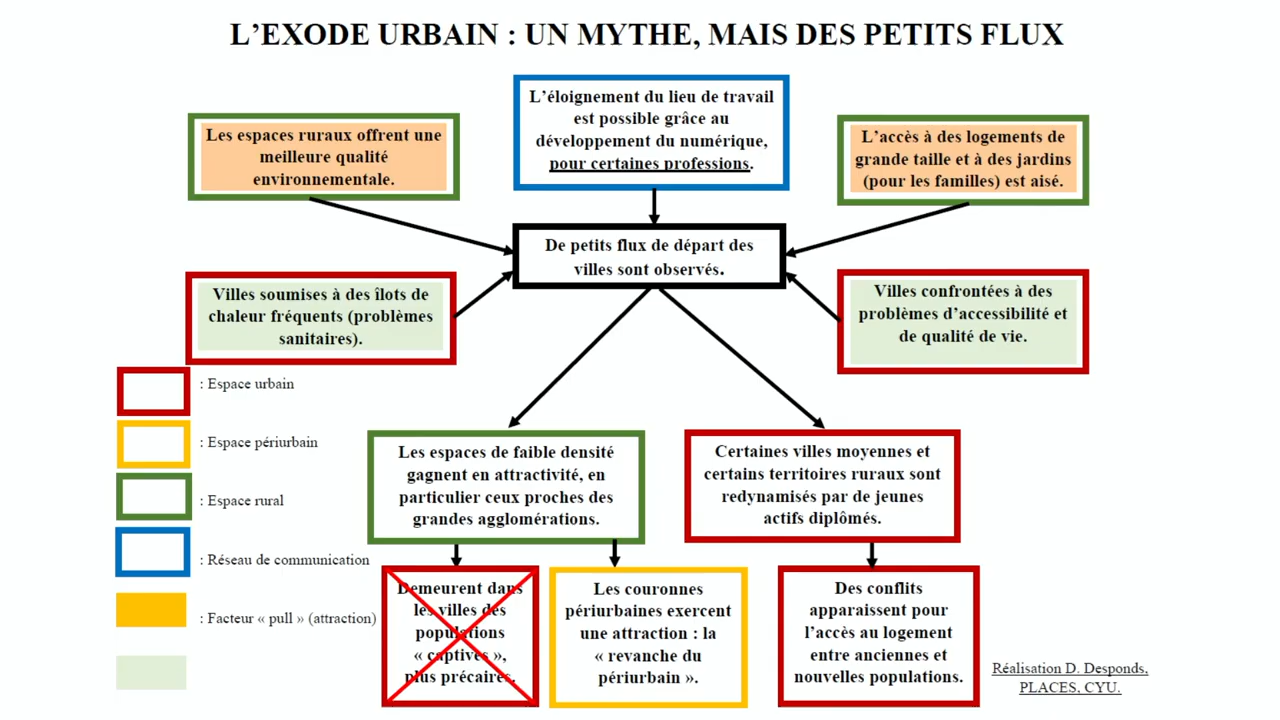 L’EXODE URBAIN : UN MYTHE, MAIS DES PETITS FLUX
L’éloignement du lieu de travail
est possible grâce au
développement du numérique,
pour certaines professions.
Les espaces ruraux offrent une
meilleure qualité
environnementale.
L’accès à des logements de
grande taille et à des jardins
(pour les familles) est aisé.
De petits flux de départ des
villes sont observés.
Villes soumises à des îlots de
chaleur fréquents (problèmes
sanitaires).
Villes confrontées à des
problèmes d’accessibilité et
de qualité de vie.
: Espace urbain
: Espace périurbain
: Espace rural
: Réseau de communication
: Facteur « pull » (attraction)
Les espaces de faible densité
gagnent en attractivité, en
particulier ceux proches des
grandes agglomérations.
Certaines villes moyennes et
certains territoires ruraux sont
redynamisés par de jeunes
actifs diplômés.
Demeurent dans
les villes des
populations
« captives »,
plus précaires.
Les couronnes
périurbaines exercent
une attraction : la
« revanche du
périurbain ».
Des conflits
apparaissent pour
l’accès au logement
entre anciennes et
nouvelles populations.
Réalisation D. Desponds,
PLACES, CYU.